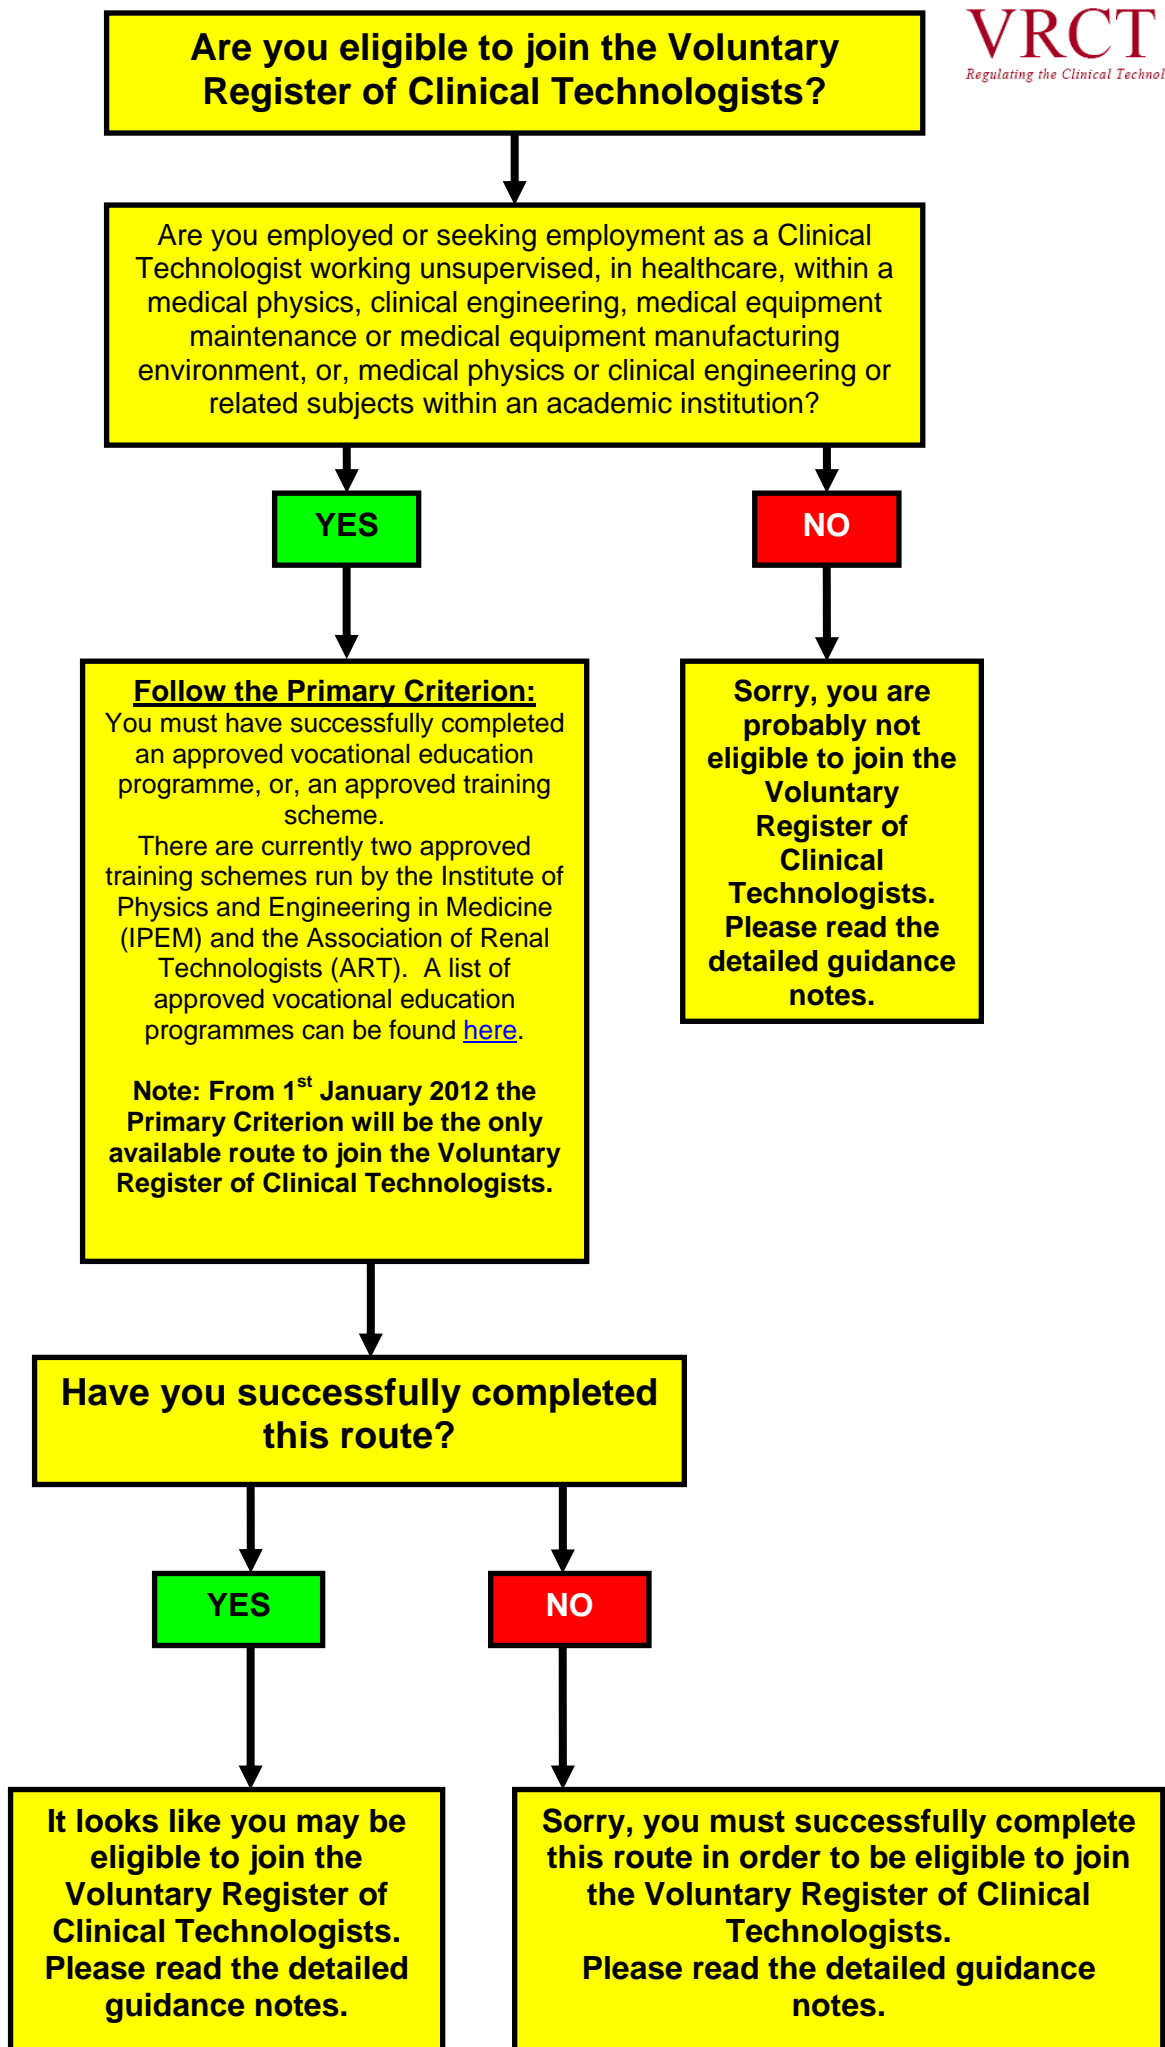 Are you eligible to join the Voluntary
Register of Clinical Technologists?
VRCT
Regulating the Clinical Technol
Are you employed or seeking employment as a Clinical
Technologist working unsupervised, in healthcare, within a
medical physics, clinical engineering, medical equipment
maintenance or medical equipment manufacturing
environment, or, medical physics or clinical engineering or
related subjects within an academic institution?
YES
NO
Follow the Primary Criterion:
You must have successfully completed
an approved vocational education
programme, or, an approved training
scheme.
There are currently two approved
training schemes run by the Institute of
Physics and Engineering in Medicine
(IPEM) and the Association of Renal
Technologists (ART).  A list of
approved vocational education
programmes can be found here.
Note: From 1st January 2012 the
Primary Criterion will be the only
available route to join the Voluntary
Register of Clinical Technologists.
Sorry, you are
probably not
eligible to join the
Voluntary
Register of
Clinical
Technologists.
Please read the
detailed guidance
notes.
Have you successfully completed
this route?
YES
NO
It looks like you may be
eligible to join the
Voluntary Register of
Clinical Technologists.
Please read the detailed
guidance notes.
Sorry, you must successfully complete
this route in order to be eligible to join
the Voluntary Register of Clinical
Technologists.
Please read the detailed guidance
notes.